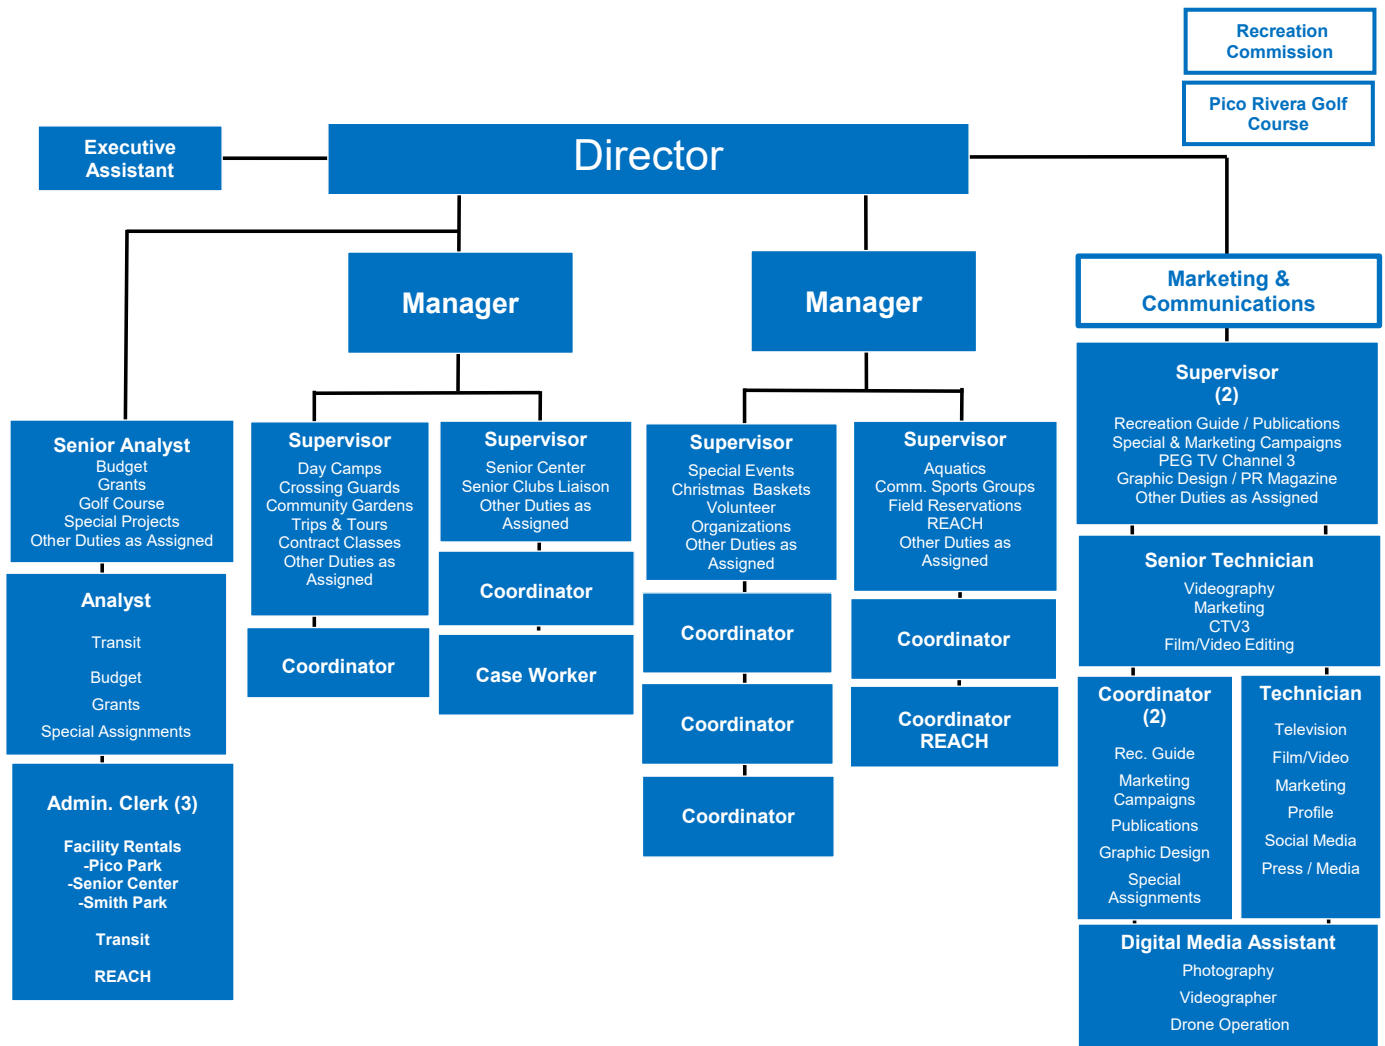 Recreation
Commission
Pico Rivera Golf
Course
Executive
Assistant
Director
Manager
Manager
Marketing &
Communications
Senior Analyst
Budget
Grants
Golf Course
Special Projects
Other Duties as Assigned
Analyst
Transit
Budget
Grants
Special Assignments
Admin. Clerk (3)
Facility Rentals
-Pico Park
-Senior Center
-Smith Park
Transit
REACH
Supervisor
Day Camps
Crossing Guards
Community Gardens
Trips & Tours
Contract Classes
Other Duties as
Assigned
Coordinator
Supervisor
Senior Center
Senior Clubs Liaison
Other Duties as
Assigned
Coordinator
Case Worker
Supervisor
Special Events
Christmas  Baskets
Volunteer
Organizations
Other Duties as
Assigned
Coordinator
Coordinator
Coordinator
Supervisor
Aquatics
Comm. Sports Groups
Field Reservations
REACH
Other Duties as
Assigned
Coordinator
Coordinator
REACH
Supervisor
(2)
Recreation Guide / Publications
Special & Marketing Campaigns
PEG TV Channel 3
Graphic Design / PR Magazine
Other Duties as Assigned
Senior Technician
Videography
Marketing
CTV3
Film/Video Editing
Coordinator
(2)
Rec. Guide
Marketing
Campaigns
Publications
Graphic Design
Special
Assignments
Technician
Television
Film/Video
Marketing
Profile
Social Media
Press / Media
Digital Media Assistant
Photography
Videographer
Drone Operation